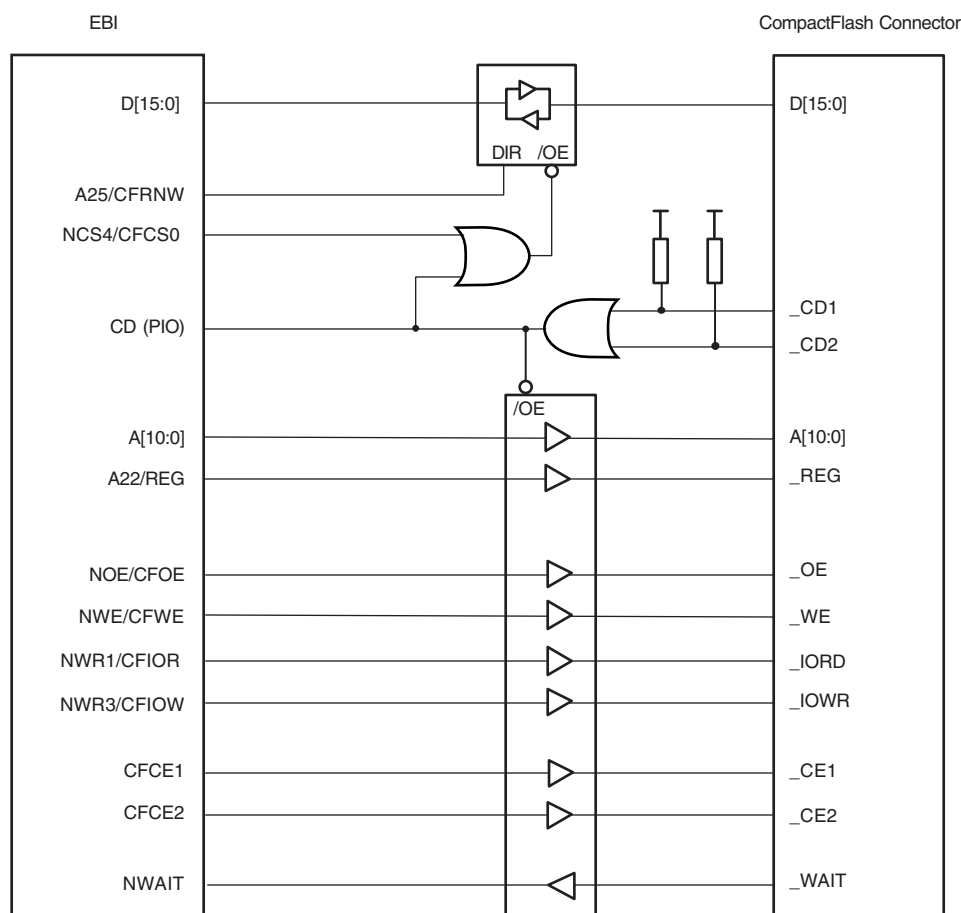 EBI
CompactFlash Connector
D[15:0]
D[15:0]
DIR /OE
A25/CFRNW
NCS4/CFCS0
_CD1
CD (PIO)
_CD2
/OE
A[10:0]
A[10:0]
A22/REG
_REG
NOE/CFOE
_OE
NWE/CFWE
_WE
NWR1/CFIOR
_IORD
NWR3/CFIOW
_IOWR
CFCE1
_CE1
CFCE2
_CE2
NWAIT
_WAIT